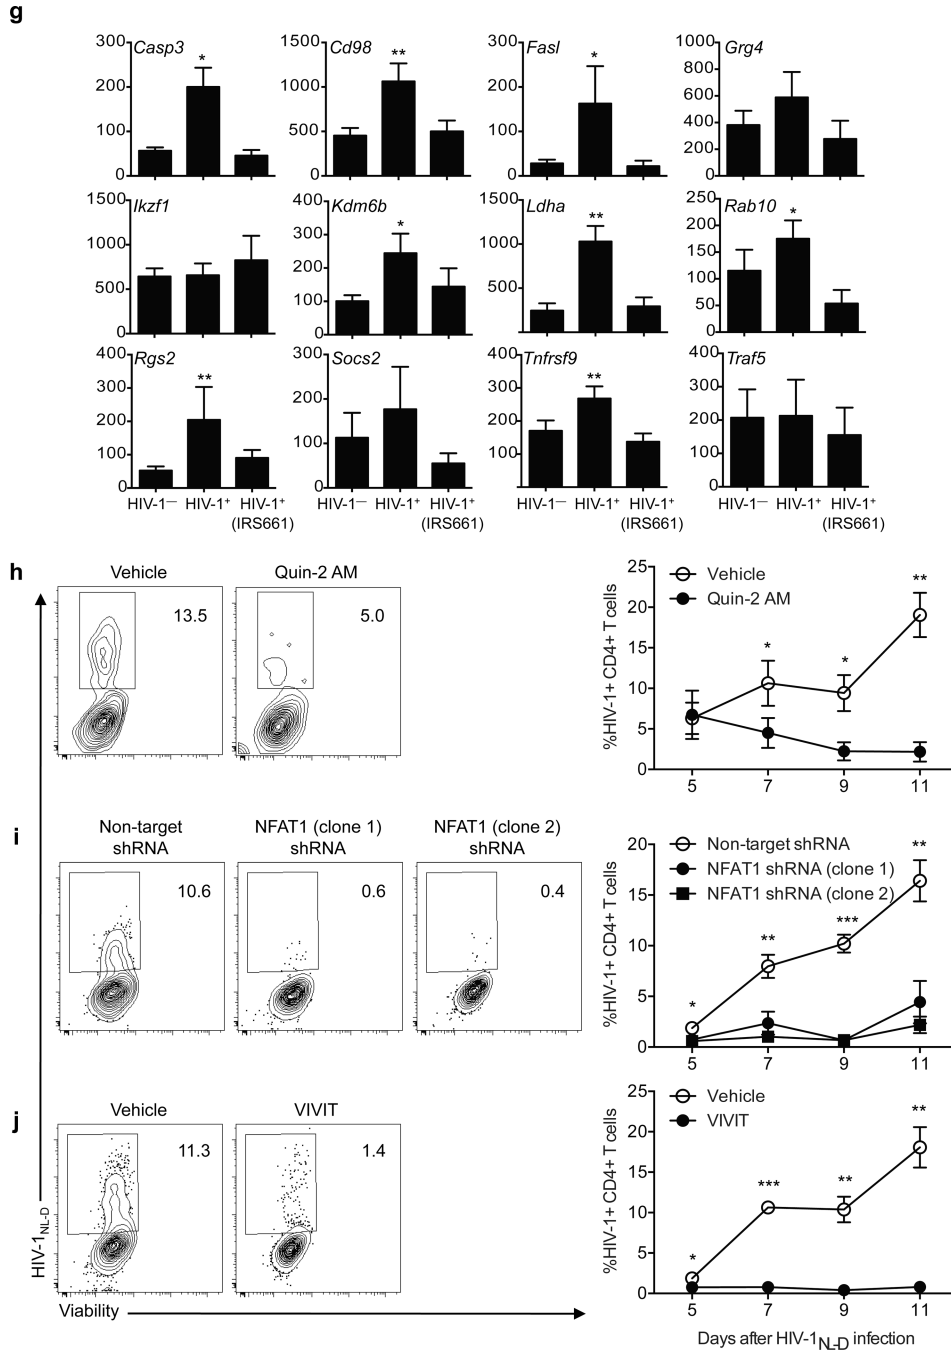 g
Casp3 Cd98 Fasl Grg4
300 200 100 0 * 1500 1000 500 0 ** 300 200 100 0 * 1000 800 600 400 200 0
Ikzf1 Kdm6b Ldha Rab10
1500 1000 500 0 400 300 200 100 0 * 1500 1000 500 0 ** 250 200 150 100 50 0 *
Rgs2 Socs2 Tnfrsf9 Traf5
400 300 200 100 0 ** 300 200 100 0 400 300 200 100 ** 400 300 200 100
HIV-1— HIV-1+ HIV-1+ HIV-1— HIV-1+ HIV-1+ HIV-1— HIV-1+ HIV-1+ HIV-1— HIV-1+ HIV-1+
(IRS661) (IRS661) (IRS661) (IRS661)
h
Vehicle Quin-2 AM
13.5 5.0
%HIV-1+ CD4+ T cells
25 20 15 10 5 0
Vehicle
Quin-2 AM
* * **
5 7 9 11
i
Non-target NFAT1 (clone 1) NFAT1 (clone 2)
shRNA shRNA shRNA
10.6 0.6 0.4
%HIV-1+ CD4+ T cells
20 15 10 5 0
Non-target shRNA
NFAT1 shRNA (clone 1)
NFAT1 shRNA (clone 2)
* ** *** **
5 7 9 11
j
Vehicle VIVIT
11.3 1.4
%HIV-1+ CD4+ T cells
25 20 15 10 5 0
Vehicle
VIVIT
* *** ** **
5 7 9 11
HIV-1NL-D
Viability
Days after HIV-1NL-D infection